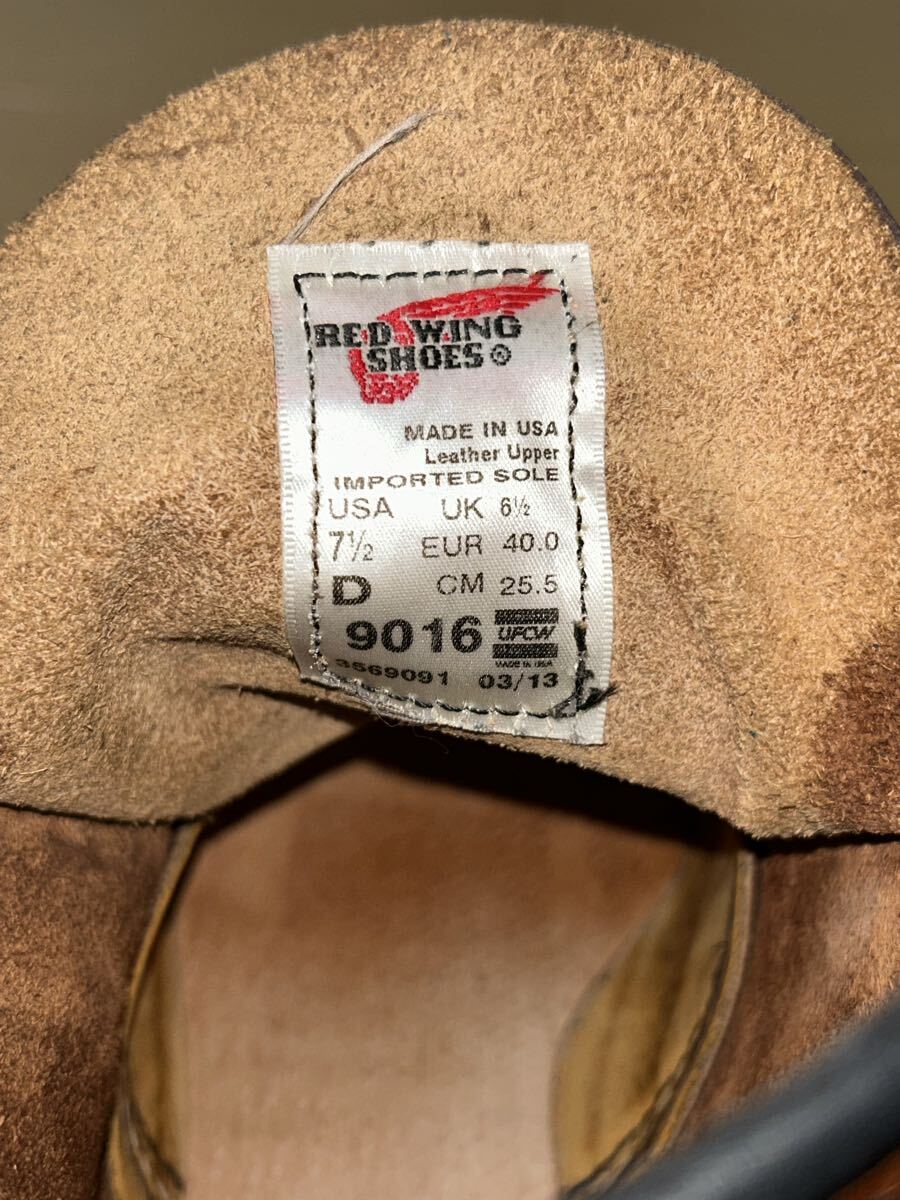 RED WING
SHOES®
MADE IN USA
Leather Upper
IMPORTED SOLE
USA UK 6½
7½ EUR 40.0
D CM 25.5
9016 UFCW
MADE IN USA
3569091 03/13